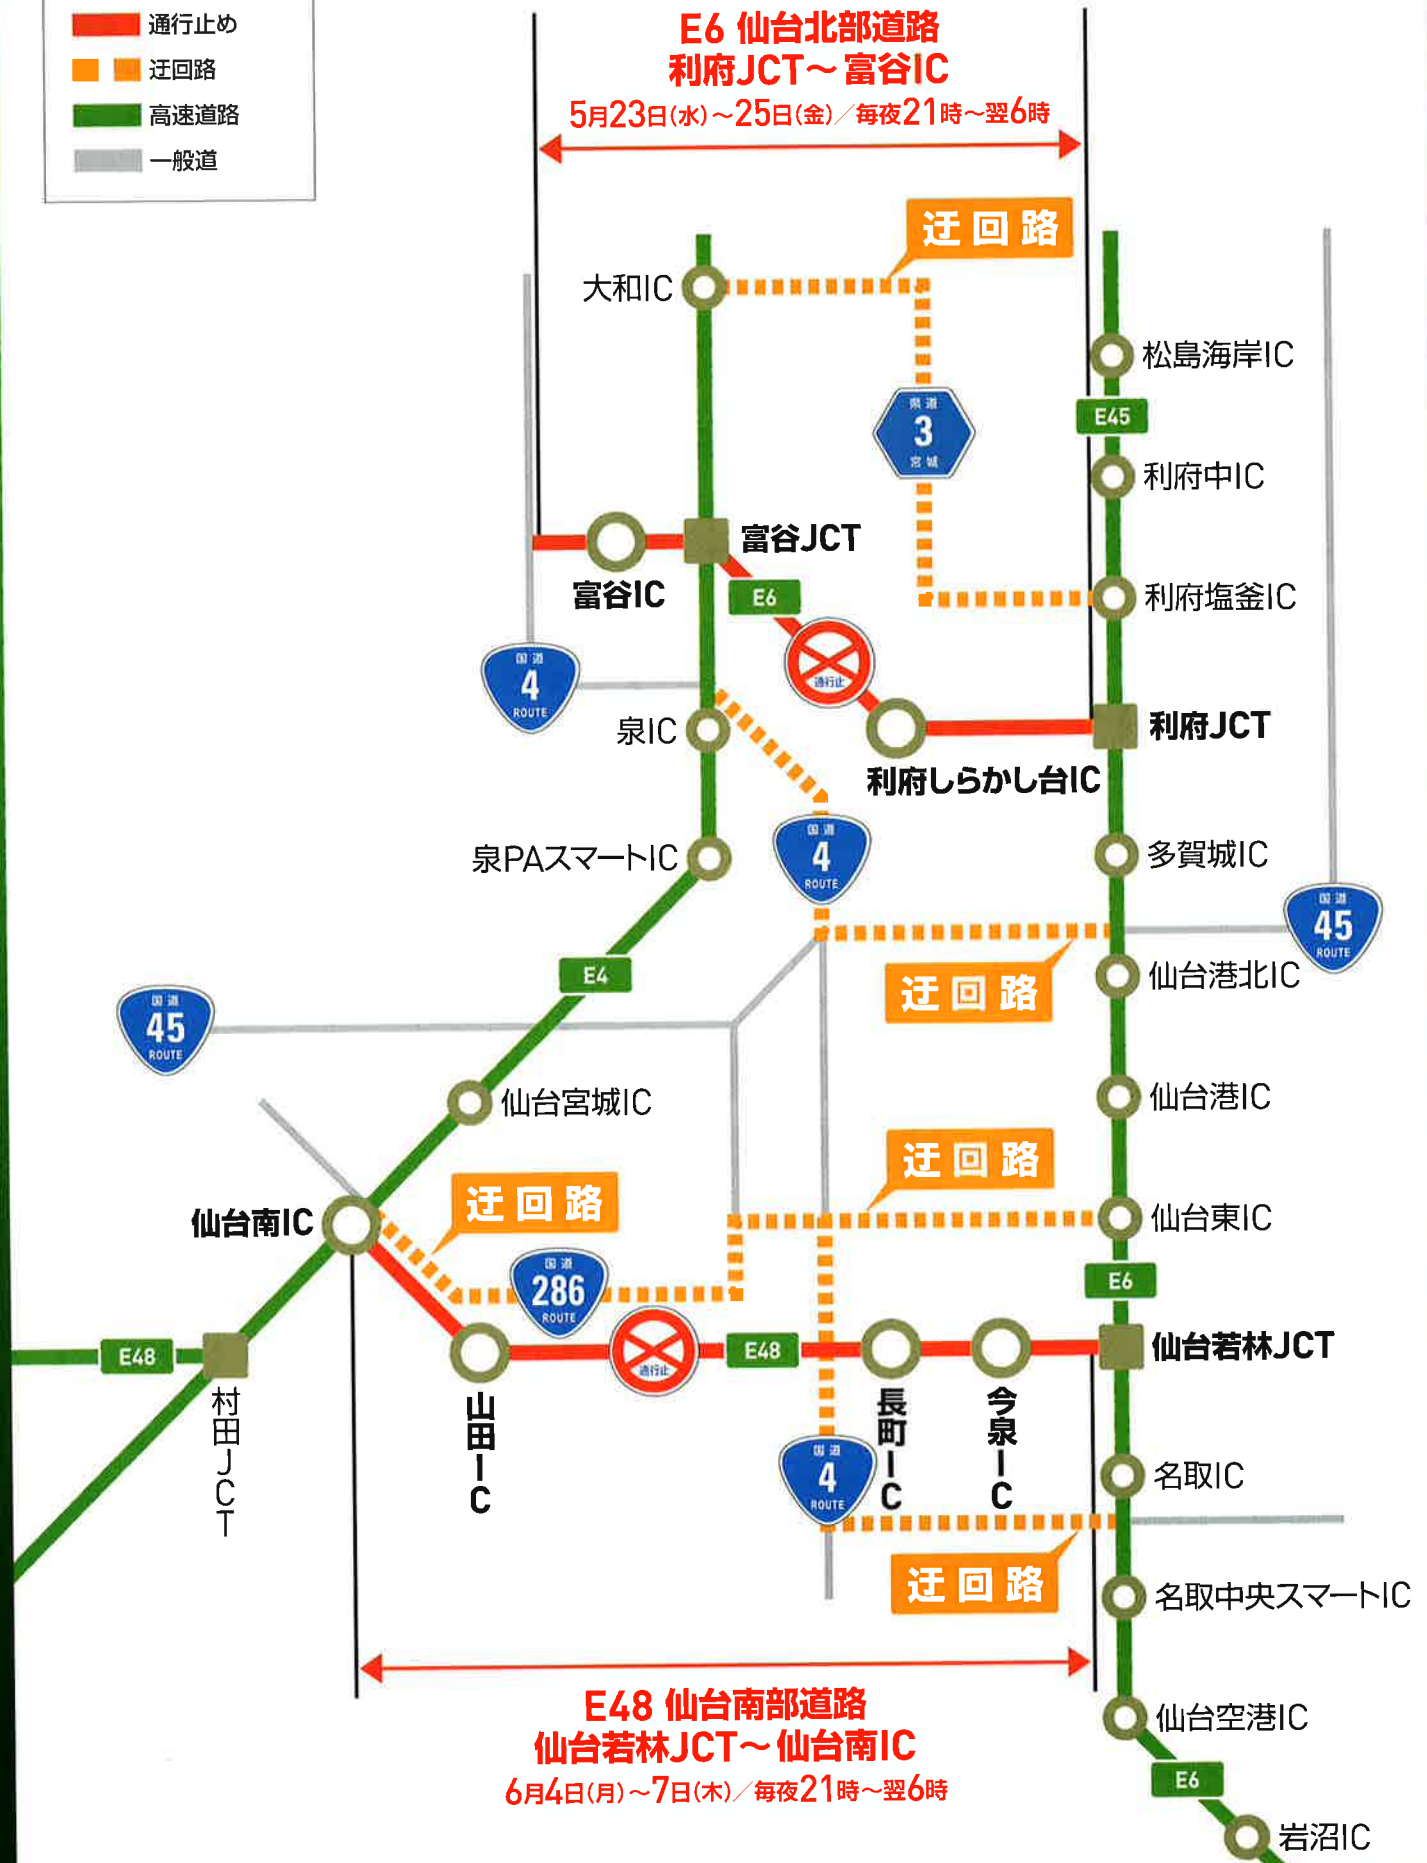 通行止め
迂回路
高速道路
一般道
E6 仙台北部道路
利府JCT～富谷IC
5月23日(水)～25日(金)／毎夜21時～翌6時
迂回路
大和IC
松島海岸IC
E45
県道
3
宮城
利府中IC
富谷JCT
富谷IC
E6
利府塩釜IC
通行止
国道
4
ROUTE
泉IC
利府JCT
利府しらかし台IC
国道
4
ROUTE
泉PAスマートIC
多賀城IC
国道
45
ROUTE
E4
迂回路
仙台港北IC
国道
45
ROUTE
仙台宮城IC
仙台港IC
迂回路
迂回路
仙台南IC
仙台東IC
国道
286
ROUTE
E6
E48
通行止
E48
仙台若林JCT
村田JCT
山田IC
長町IC
今泉IC
国道
4
ROUTE
名取IC
迂回路
名取中央スマートIC
E48 仙台南部道路
仙台若林JCT～仙台南IC
6月4日(月)～7日(木)／毎夜21時～翌6時
仙台空港IC
E6
岩沼IC